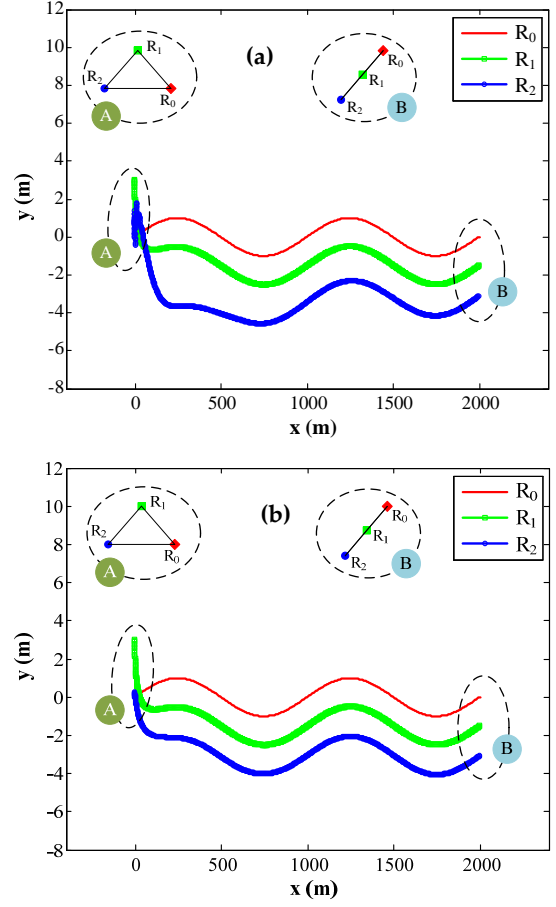 (a)
R₀
R₁
R₂
R₁
R₂
R₀
A
R₀
R₁
R₂
B
y (m)
12
10
8
6
4
2
0
-2
-4
-6
-8
A
B
0
500
1000
1500
2000
x (m)
(b)
R₀
R₁
R₂
R₁
R₂
R₀
A
R₀
R₁
R₂
B
y (m)
12
10
8
6
4
2
0
-2
-4
-6
-8
A
B
0
500
1000
1500
2000
x (m)